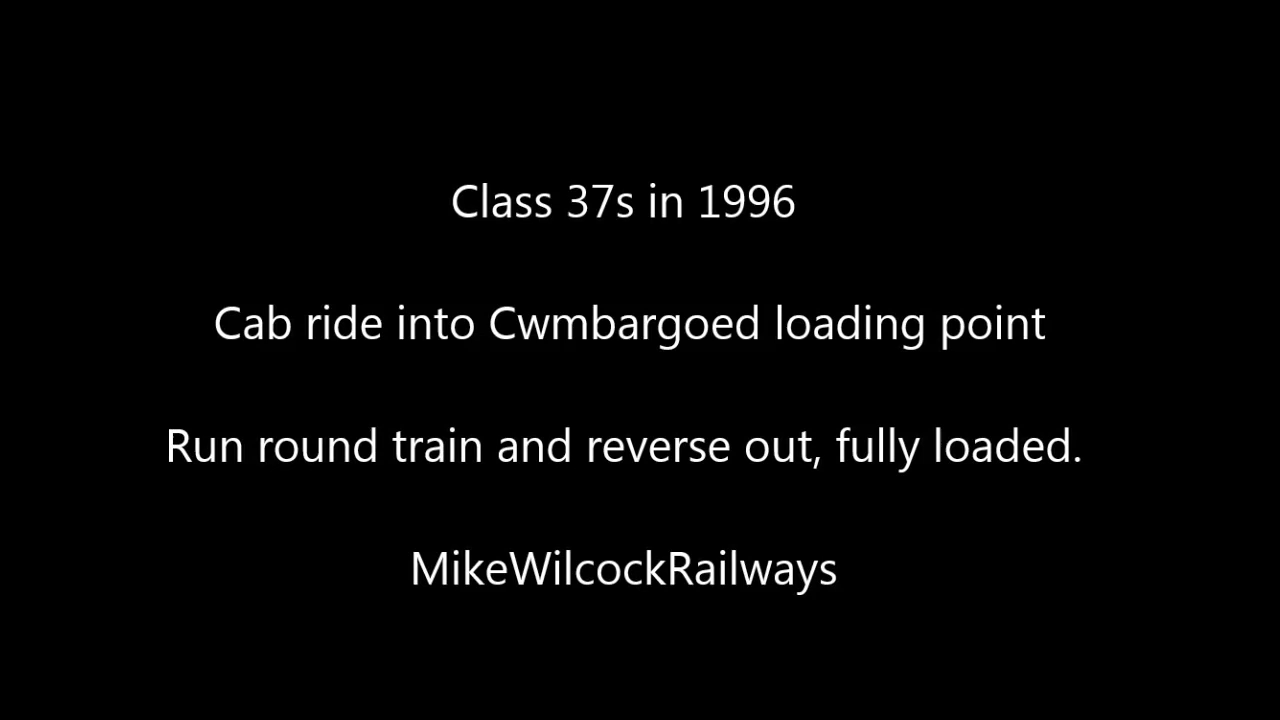 Class 37s in 1996
Cab ride into Cwmbargoed loading point
Run round train and reverse out, fully loaded.
MikeWilcockRailways